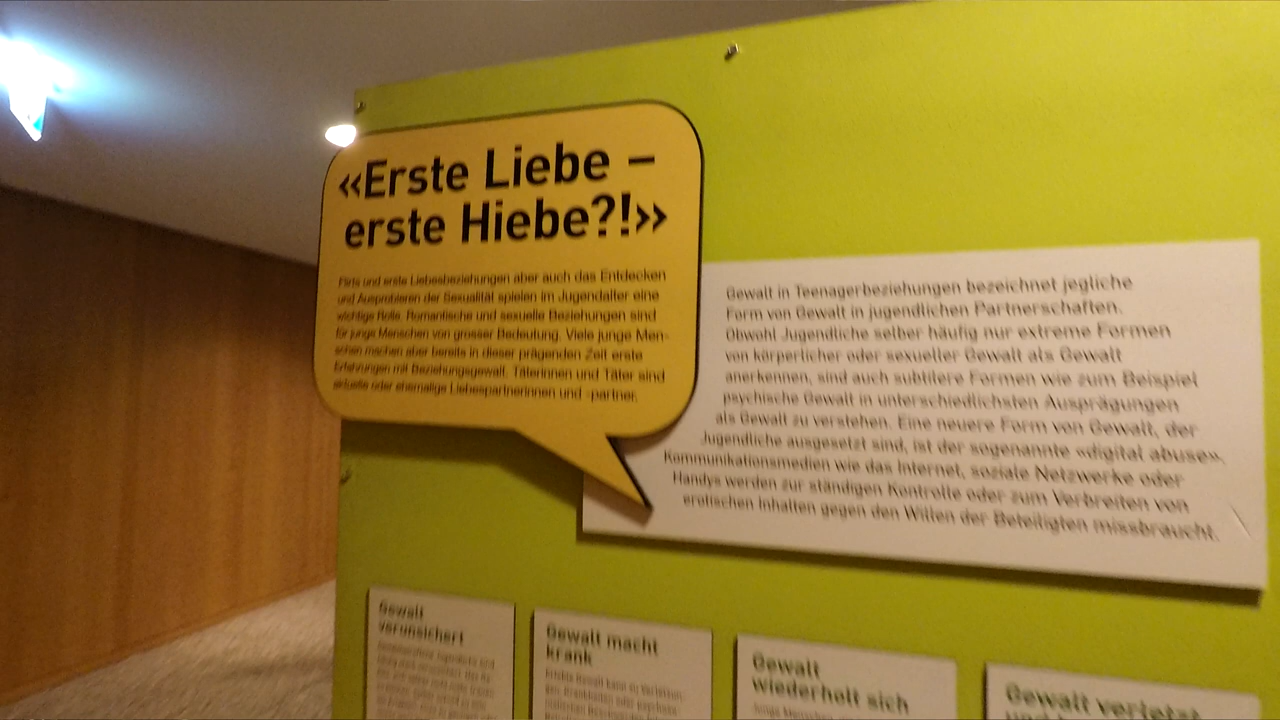 «Erste Liebe –
erste Hiebe?!»
Flirts und erste Liebesbeziehungen aber auch das Entdecken
und Ausprobieren der Sexualität spielen im Jugendalter eine
wichtige Rolle. Romantische und sexuelle Beziehungen sind
für junge Menschen von grosser Bedeutung. Viele junge Men-
schen machen aber bereits in dieser prägenden Zeit erste
Erfahrungen mit Beziehungsgewalt. Täterinnen und Täter sind
aktuelle oder ehemalige Liebespartnerinnen und -partner.
Gewalt in Teenagerbeziehungen bezeichnet jegliche
Form von Gewalt in jugendlichen Partnerschaften.
Obwohl Jugendliche selber häufig nur extreme Formen
von körperlicher oder sexueller Gewalt als Gewalt
anerkennen, sind auch subtilere Formen wie zum Beispiel
psychische Gewalt in unterschiedlichsten Ausprägungen
als Gewalt zu verstehen. Eine neuere Form von Gewalt, der
Jugendliche ausgesetzt sind, ist der sogenannte «digital abuse».
Kommunikationsmedien wie das Internet, soziale Netzwerke oder
Handys werden zur ständigen Kontrolle oder zum Verbreiten von
erotischen Inhalten gegen den Willen der Beteiligten missbraucht.
Gewalt
verunsichert
Gewalt macht
krank
Gewalt
wiederholt sich
Gewalt verletzt